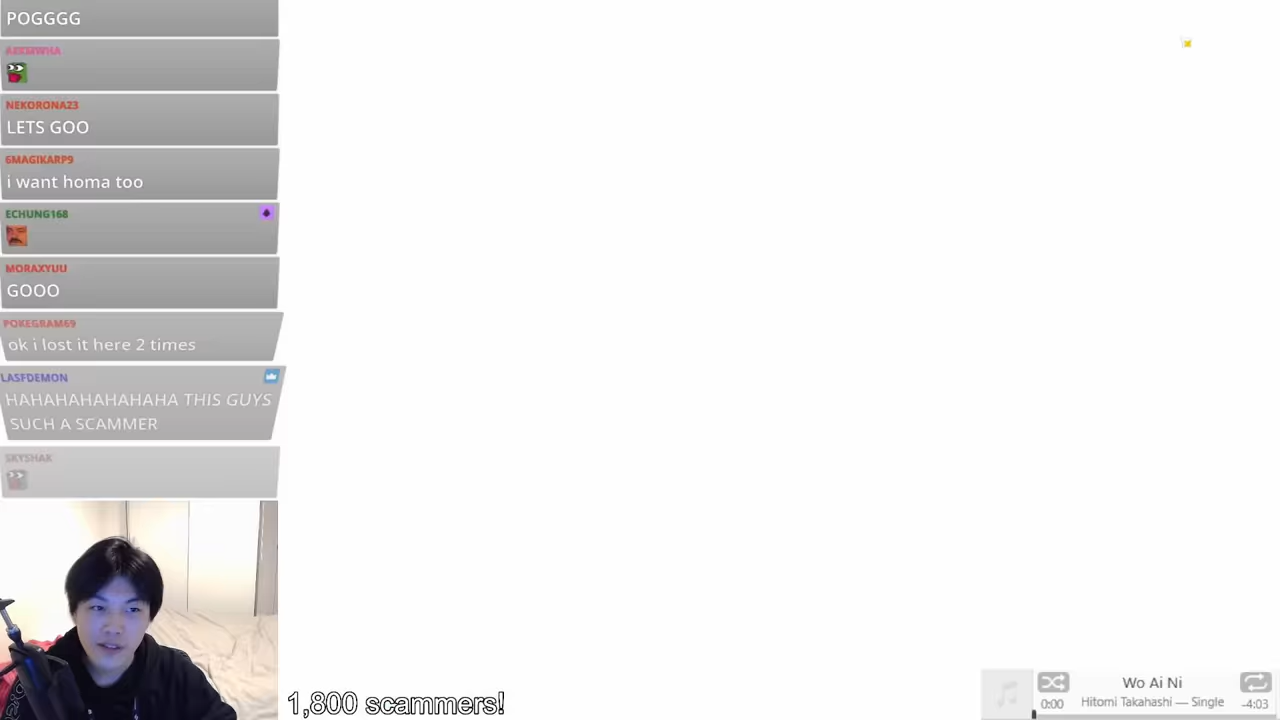 POGGGG
NEKORONA23
LETS GOO
6MAGIKARP9
i want homa too
ECHUNG168
MORAXYUU
GOOO
POKEGRAM69
ok i lost it here 2 times
LASFDEMON
HAHAHAHAHAHAHA THIS GUYS
SUCH A SCAMMER
SKYSHAK
1,800 scammers!
Wo Ai Ni
0:00
Hitomi Takahashi — Single
-4:03